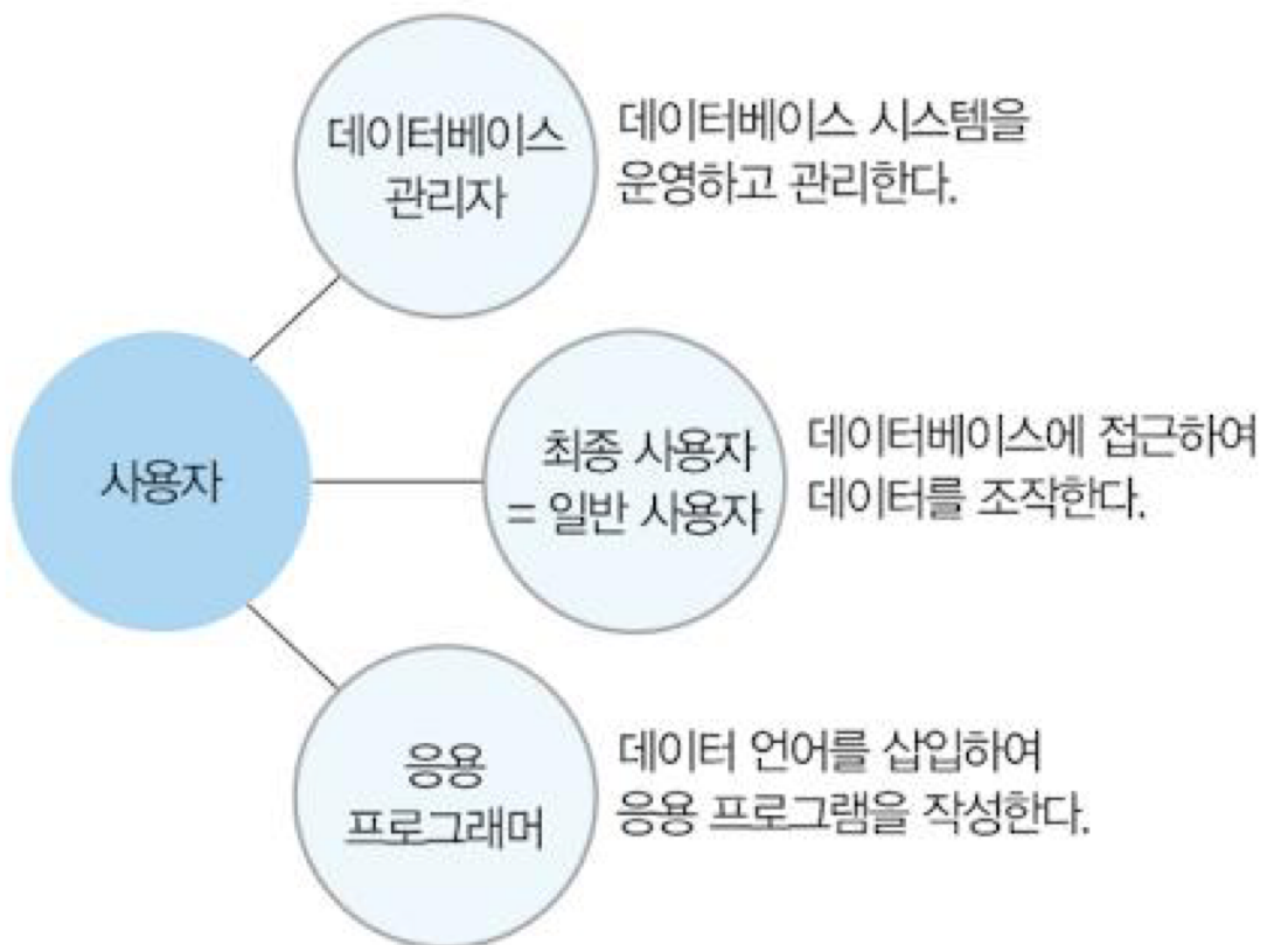 데이터베이스
관리자
데이터베이스 시스템을
운영하고 관리한다.
사용자
최종 사용자
= 일반 사용자
데이터베이스에 접근하여
데이터를 조작한다.
응용
프로그래머
데이터 언어를 삽입하여
응용 프로그램을 작성한다.